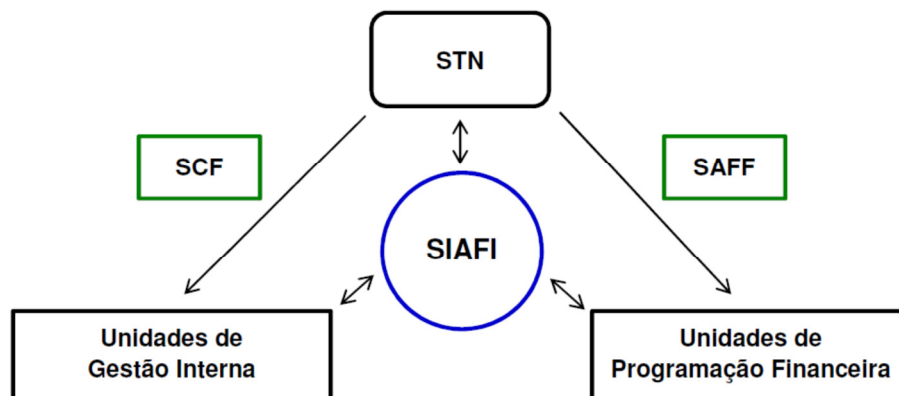 STN
SCF
SAFF
SIAFI
Unidades de
Gestão Interna
Unidades de
Programação Financeira